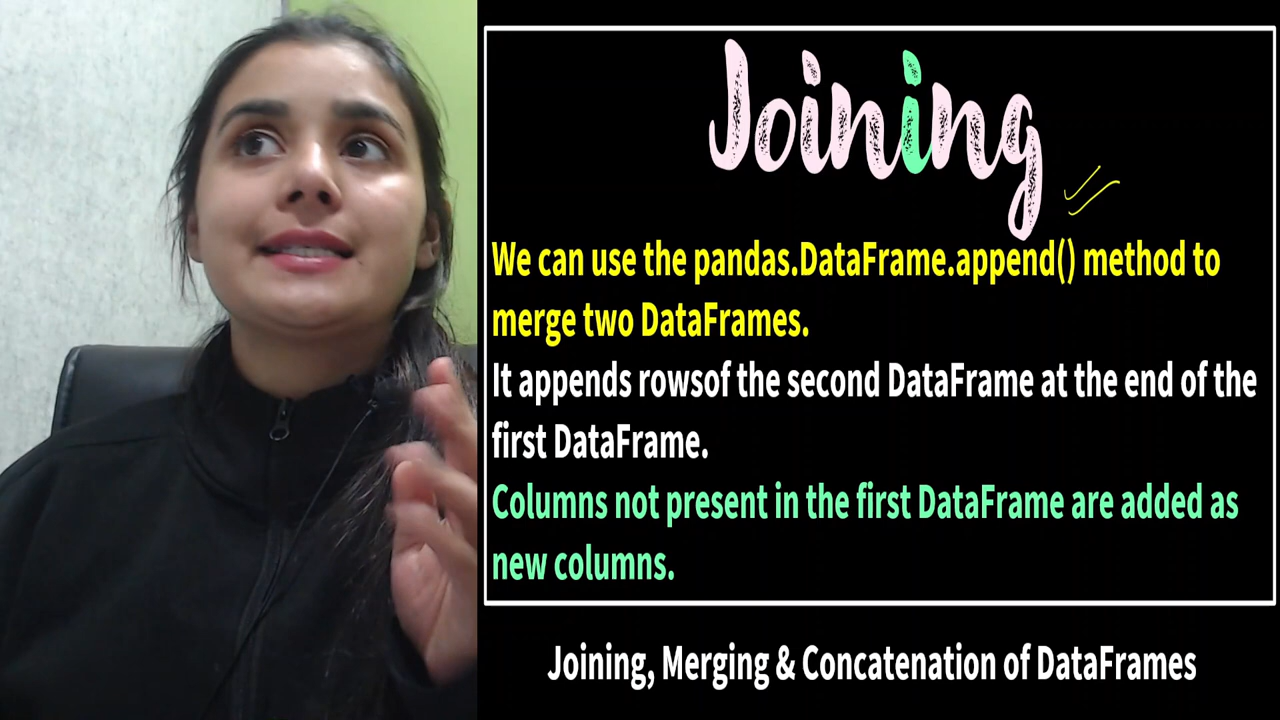 Joining
We can use the pandas.DataFrame.append() method to
merge two DataFrames.
It appends rowsof the second DataFrame at the end of the
first DataFrame.
Columns not present in the first DataFrame are added as
new columns.
Joining, Merging & Concatenation of DataFrames